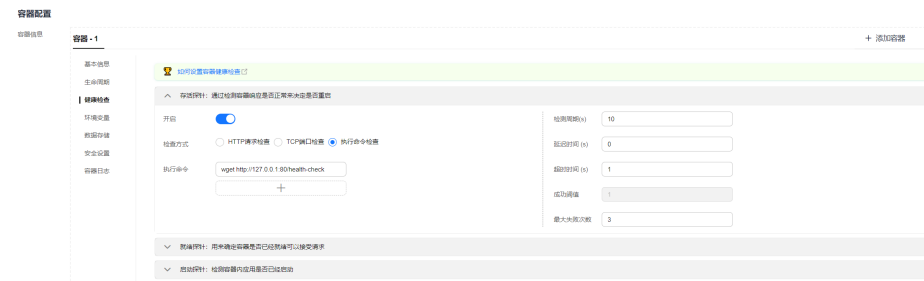 容器配置
容器信息
容器 - 1
+ 添加容器
基本信息
生命周期
健康检查
环境变量
数据存储
安全设置
容器日志
如何设置容器健康检查
存活探针：通过检测容器响应是否正常来决定是否重启
开启
检查方式
HTTP请求检查
TCP端口检查
执行命令检查
执行命令
wget http://127.0.0.1:80/health-check
+
检测周期(s)
10
延迟时间 (s)
0
超时时间 (s)
1
成功阈值
1
最大失败次数
3
就绪探针：用来确定容器是否已经就绪可以接受请求
启动探针：检测容器内应用是否已经启动